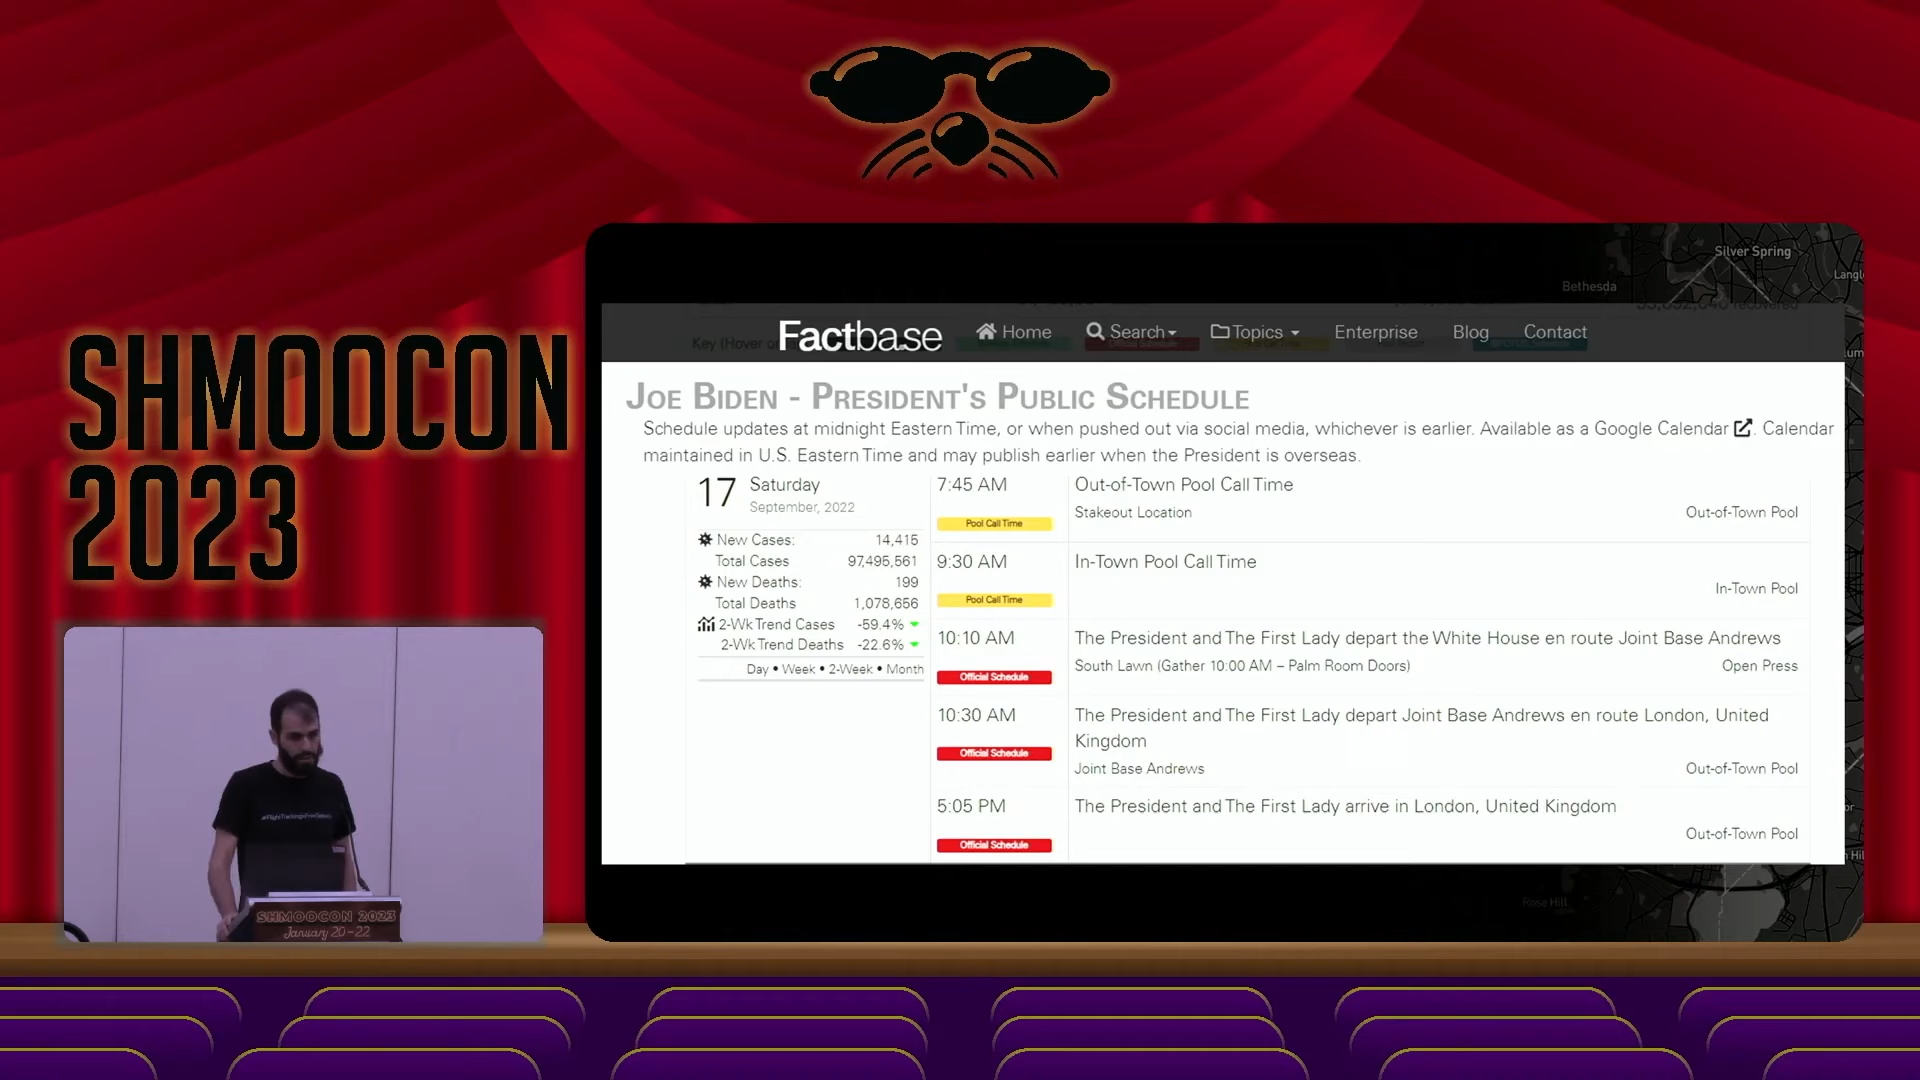 Silver Spring
Bethesda
Factbase
Home
Search
Topics
Enterprise
Blog
Contact
Key (Hover
JOE BIDEN - PRESIDENT'S PUBLIC SCHEDULE
Schedule updates at midnight Eastern Time, or when pushed out via social media, whichever is earlier. Available as a Google Calendar . Calendar
maintained in U.S. Eastern Time and may publish earlier when the President is overseas.
17 Saturday
September, 2022
New Cases: 14,415
Total Cases 97,495,561
New Deaths: 199
Total Deaths 1,078,656
2-Wk Trend Cases -59.4%
2-Wk Trend Deaths -22.6%
Day • Week • 2-Week • Month
7:45 AM Out-of-Town Pool Call Time
Stakeout Location Out-of-Town Pool
Pool Call Time
9:30 AM In-Town Pool Call Time
In-Town Pool
Pool Call Time
10:10 AM The President and The First Lady depart the White House en route Joint Base Andrews
South Lawn (Gather 10:00 AM – Palm Room Doors) Open Press
Official Schedule
10:30 AM The President and The First Lady depart Joint Base Andrews en route London, United
Kingdom
Official Schedule
Joint Base Andrews Out-of-Town Pool
5:05 PM The President and The First Lady arrive in London, United Kingdom
Out-of-Town Pool
Official Schedule
Rose Hill
SHMOOCON
2023
SHMOOCON 2023
January 20-22